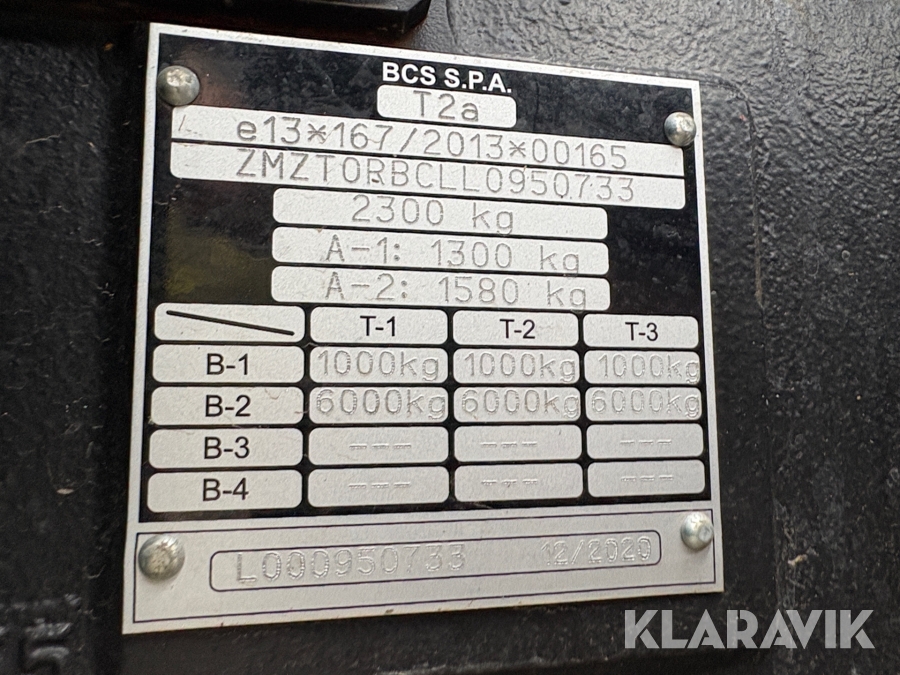 BCS S.P.A.
T2a
e13*167/2013*00165
ZMZT0RBCLL0950733
2300 kg
A-1: 1300 kg
A-2: 1580 kg
T-1 T-2 T-3
B-1 1000kg 1000kg 1000kg
B-2 6000kg 6000kg 6000kg
B-3 --- --- ---
B-4 --- --- ---
L000950733 12/2020
5
KLARAVIK